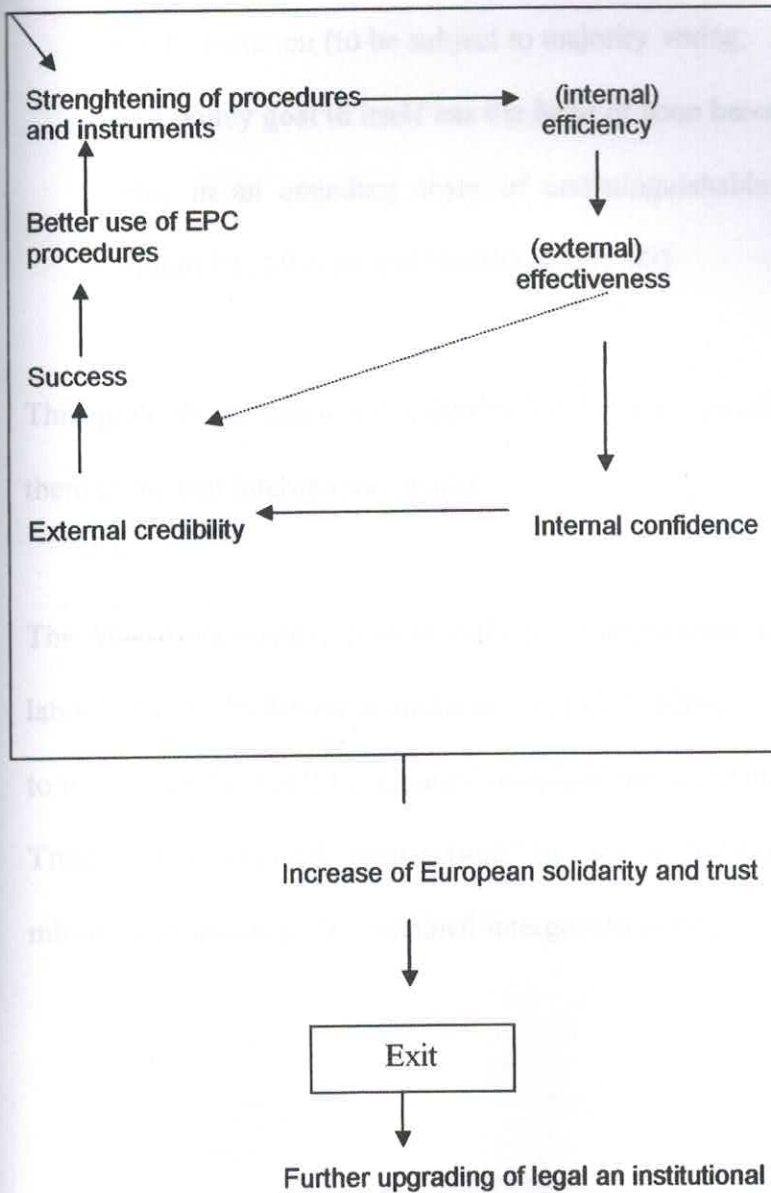 Strenghtening of procedures
and instruments
(internal)
efficiency
Better use of EPC
procedures
(external)
effectiveness
Success
External credibility
Internal confidence
Increase of European solidarity and trust
Exit
Further upgrading of legal an institutional